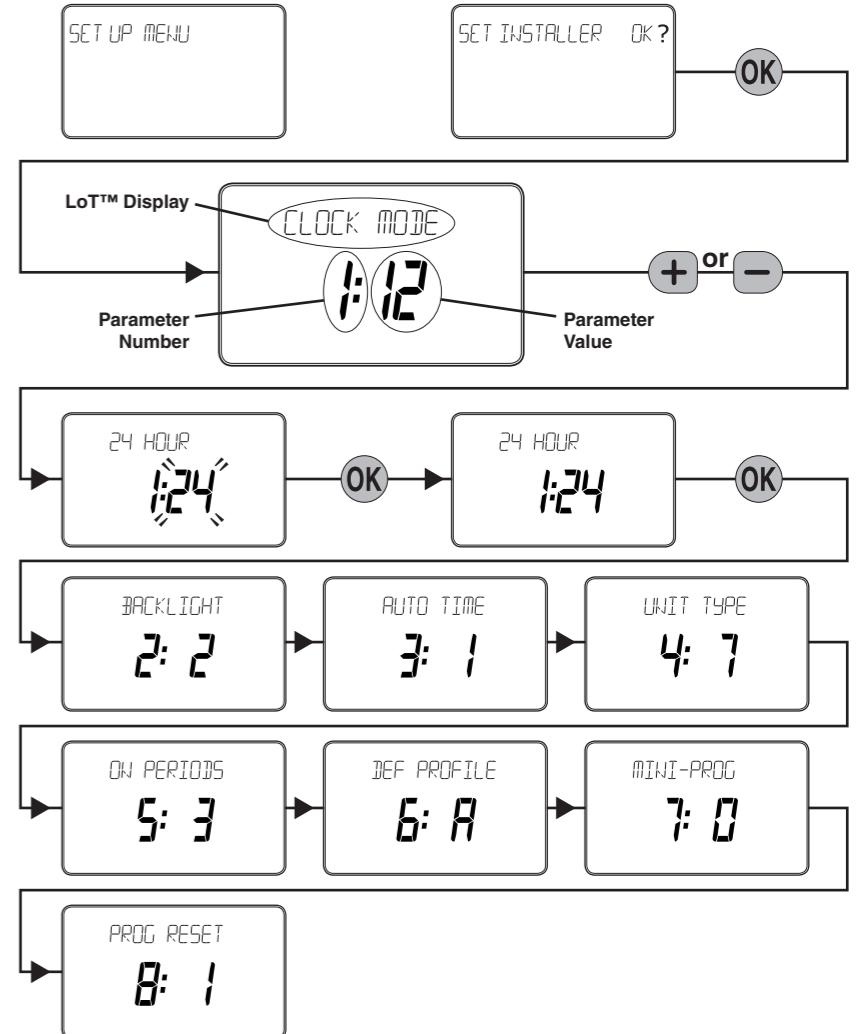 SET UP MENU
SET INSTALLER OK?
OK
LoT™ Display
CLOCK MODE
1:12
+ or −
Parameter
Number
Parameter
Value
24 HOUR
1:24
OK
24 HOUR
1:24
OK
BACKLIGHT
2: 2
AUTO TIME
3: 1
UNIT TYPE
4: 7
ON PERIODS
5: 3
DEF PROFILE
6: A
MINI-PROG
7: 0
PROG RESET
8: 1